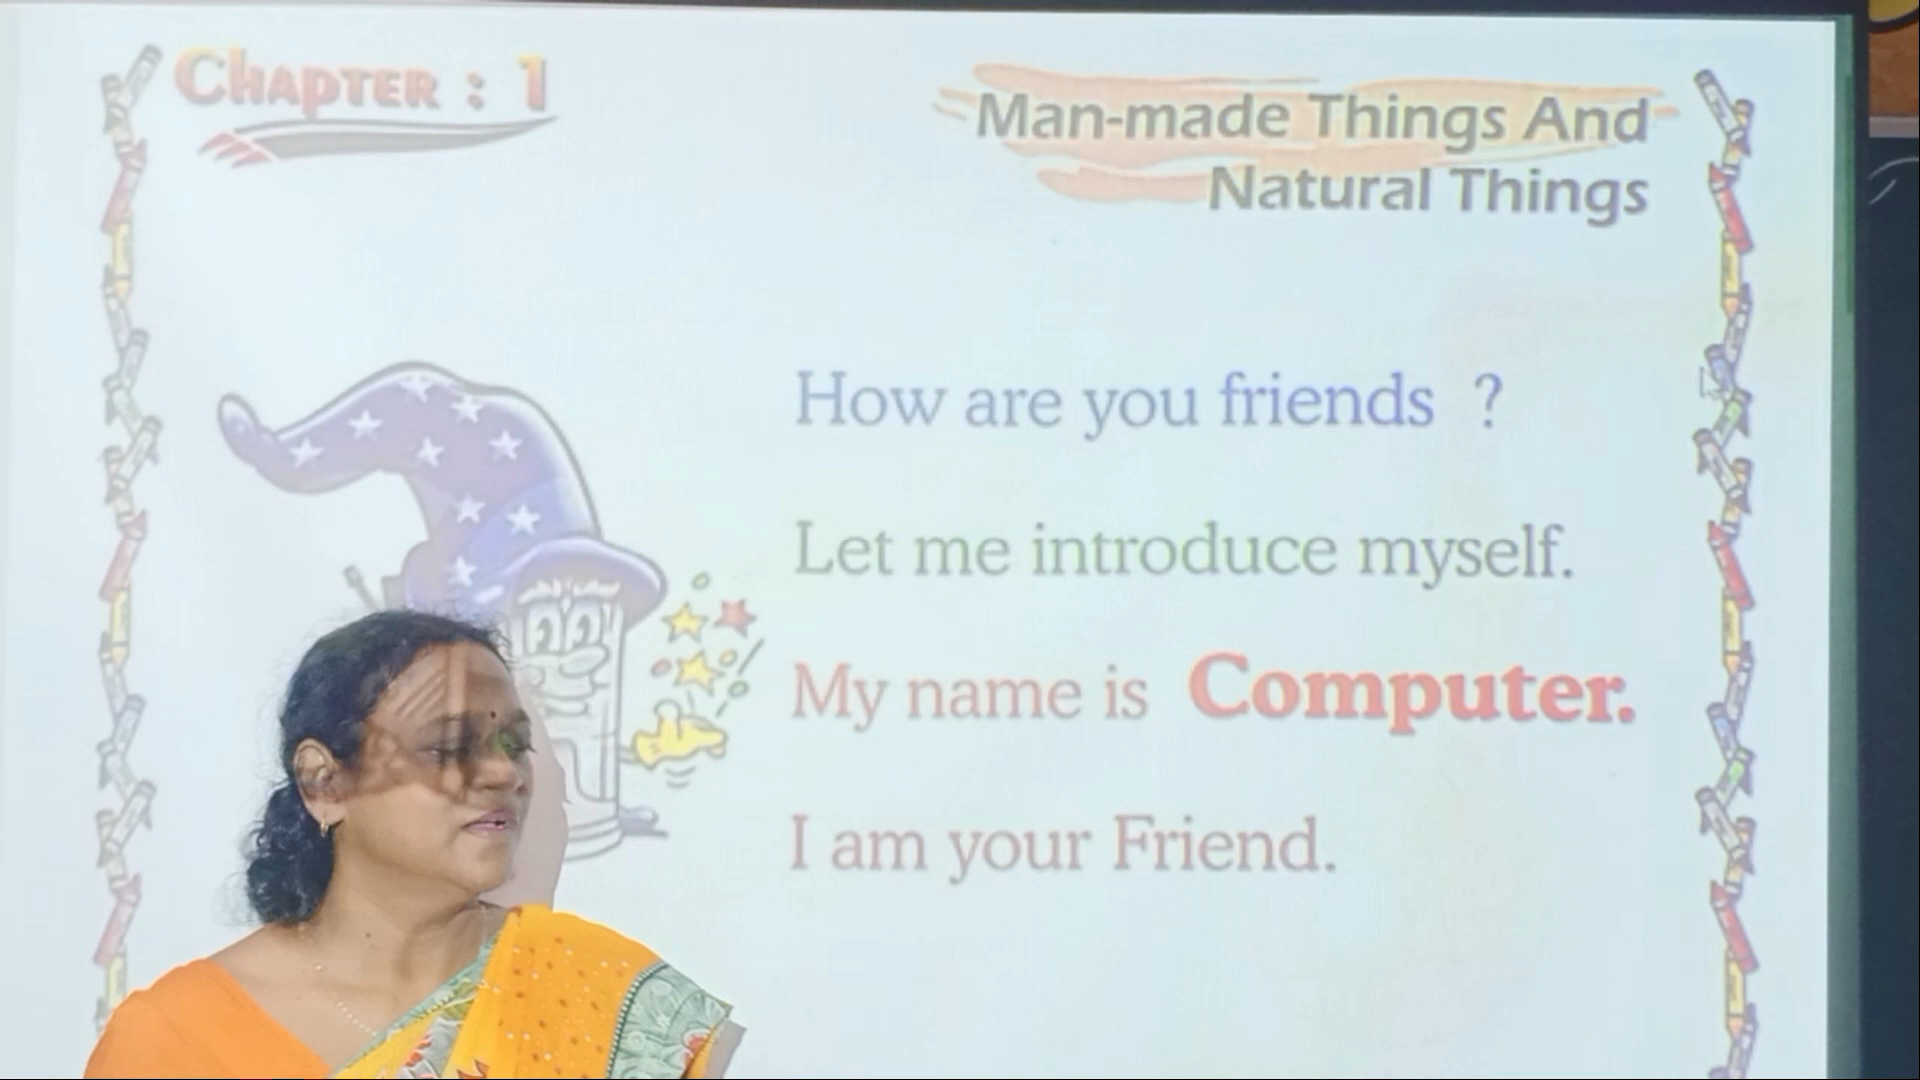 Chapter : 1
Man-made Things And
Natural Things
How are you friends ?
Let me introduce myself.
My name is Computer.
I am your Friend.